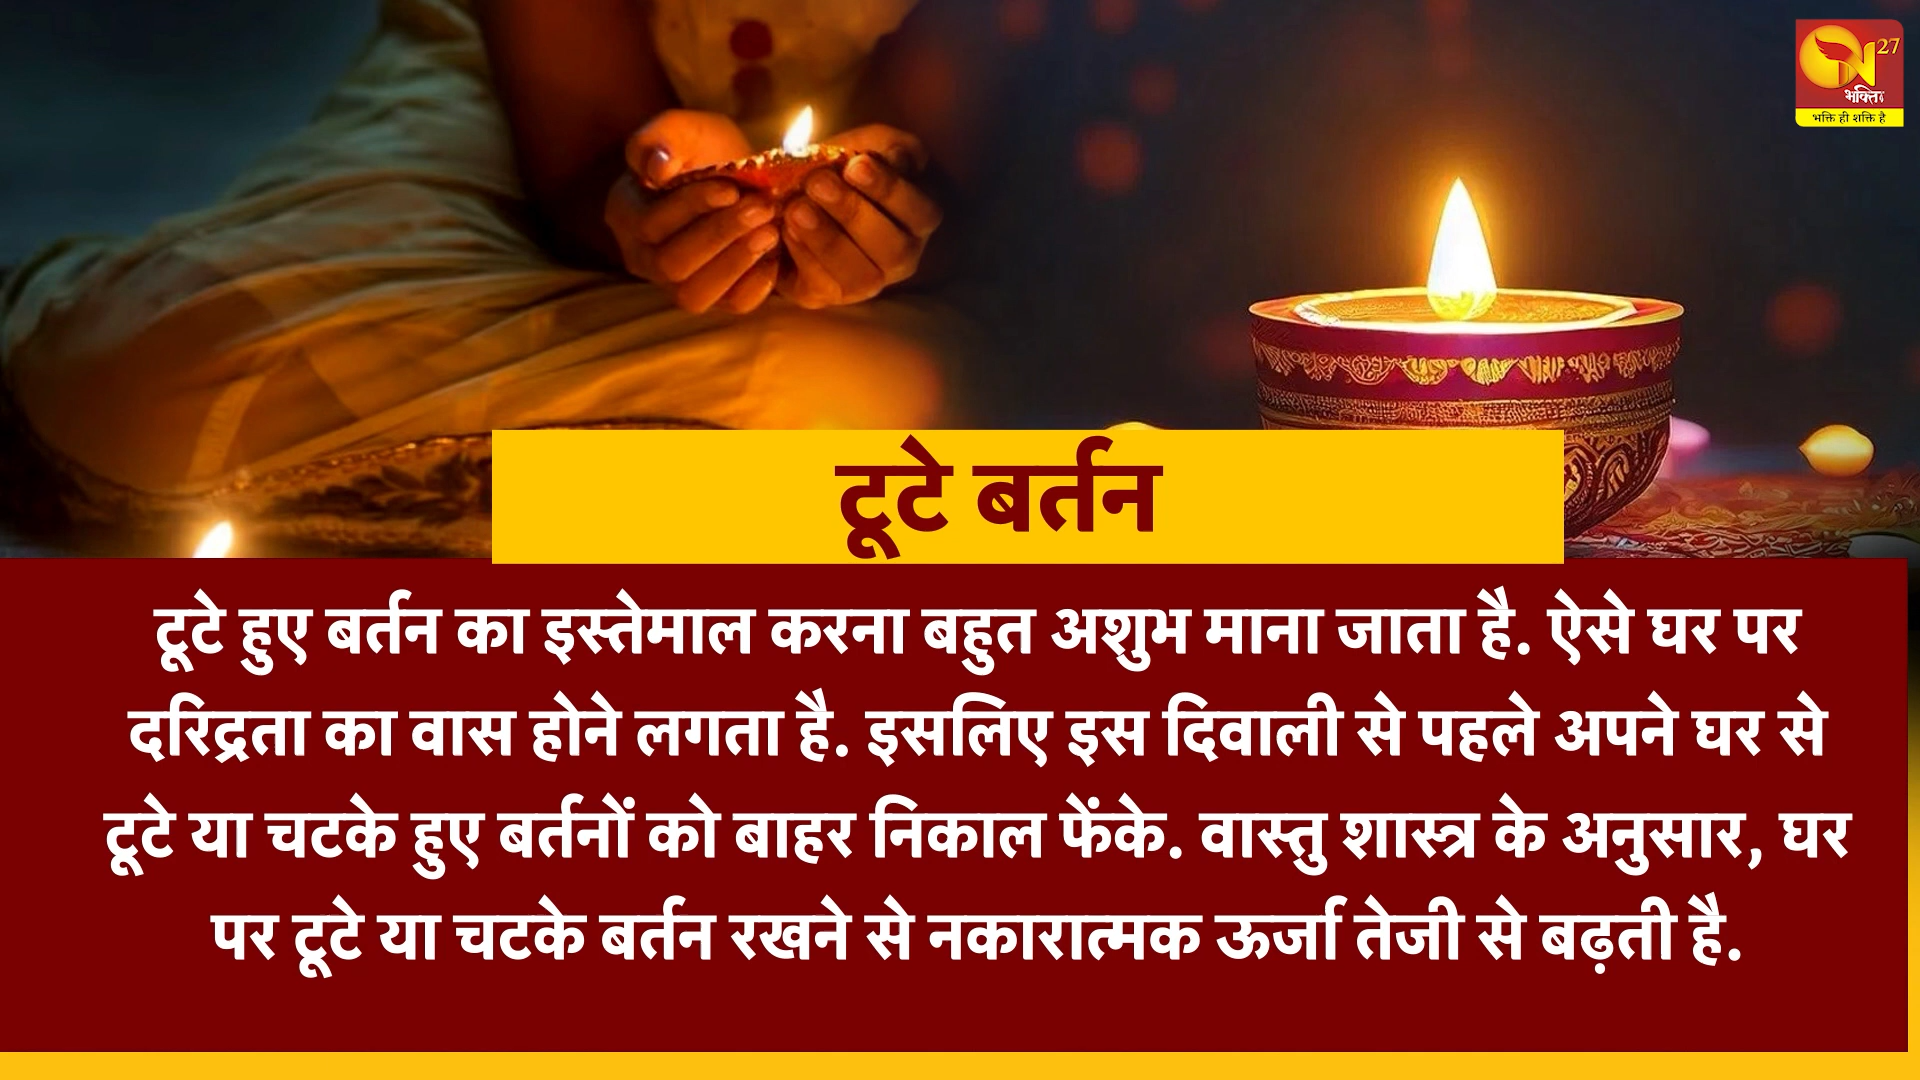 27
भक्ति
भक्ति ही शक्ति है
टूटे बर्तन
टूटे हुए बर्तन का इस्तेमाल करना बहुत अशुभ माना जाता है. ऐसे घर पर
दरिद्रता का वास होने लगता है. इसलिए इस दिवाली से पहले अपने घर से
टूटे या चटके हुए बर्तनों को बाहर निकाल फेंके. वास्तु शास्त्र के अनुसार, घर
पर टूटे या चटके बर्तन रखने से नकारात्मक ऊर्जा तेजी से बढ़ती है.